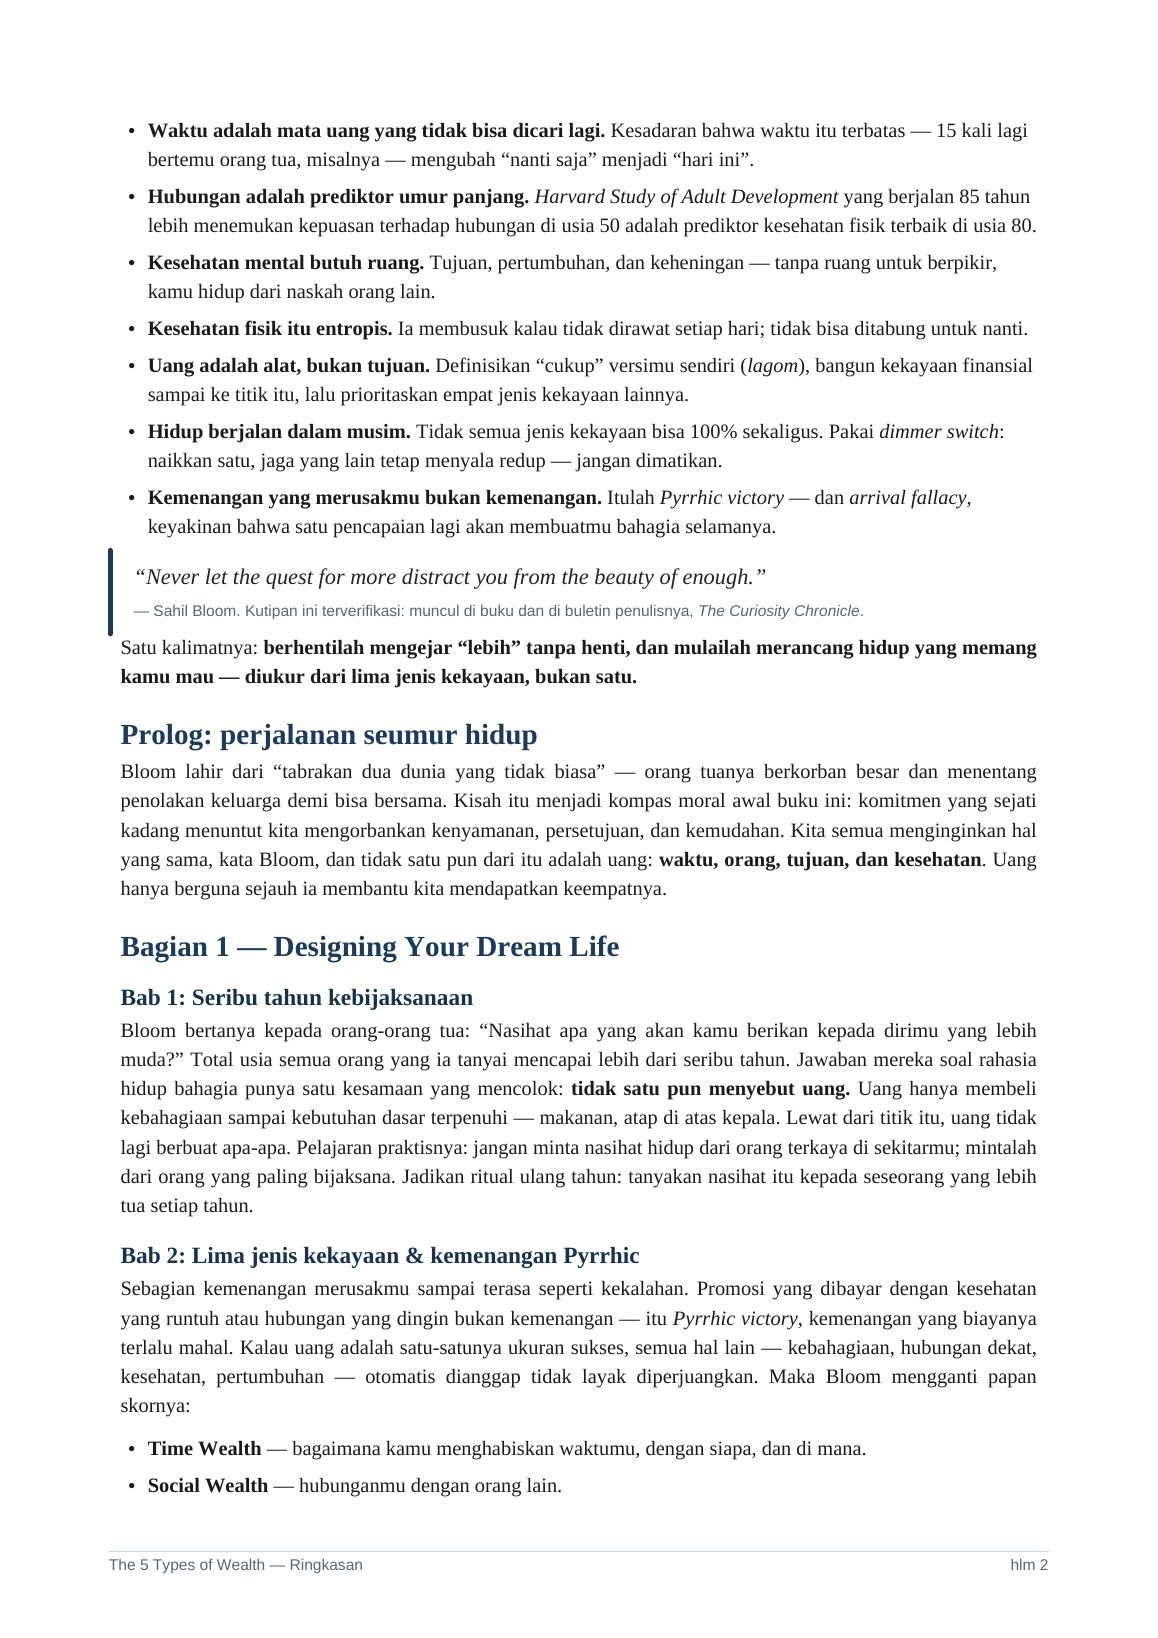 • Waktu adalah mata uang yang tidak bisa dicari lagi. Kesadaran bahwa waktu itu terbatas — 15 kali lagi
bertemu orang tua, misalnya — mengubah “nanti saja” menjadi “hari ini”.
• Hubungan adalah prediktor umur panjang. Harvard Study of Adult Development yang berjalan 85 tahun
lebih menemukan kepuasan terhadap hubungan di usia 50 adalah prediktor kesehatan fisik terbaik di usia 80.
• Kesehatan mental butuh ruang. Tujuan, pertumbuhan, dan keheningan — tanpa ruang untuk berpikir,
kamu hidup dari naskah orang lain.
• Kesehatan fisik itu entropis. Ia membusuk kalau tidak dirawat setiap hari; tidak bisa ditabung untuk nanti.
• Uang adalah alat, bukan tujuan. Definisikan “cukup” versimu sendiri (lagom), bangun kekayaan finansial
sampai ke titik itu, lalu prioritaskan empat jenis kekayaan lainnya.
• Hidup berjalan dalam musim. Tidak semua jenis kekayaan bisa 100% sekaligus. Pakai dimmer switch:
naikkan satu, jaga yang lain tetap menyala redup — jangan dimatikan.
• Kemenangan yang merusakmu bukan kemenangan. Itulah Pyrrhic victory — dan arrival fallacy,
keyakinan bahwa satu pencapaian lagi akan membuatmu bahagia selamanya.
“Never let the quest for more distract you from the beauty of enough.”
— Sahil Bloom. Kutipan ini terverifikasi: muncul di buku dan di buletin penulisnya, The Curiosity Chronicle.
Satu kalimatnya: berhentilah mengejar “lebih” tanpa henti, dan mulailah merancang hidup yang memang
kamu mau — diukur dari lima jenis kekayaan, bukan satu.
Prolog: perjalanan seumur hidup
Bloom lahir dari “tabrakan dua dunia yang tidak biasa” — orang tuanya berkorban besar dan menentang
penolakan keluarga demi bisa bersama. Kisah itu menjadi kompas moral awal buku ini: komitmen yang sejati
kadang menuntut kita mengorbankan kenyamanan, persetujuan, dan kemudahan. Kita semua menginginkan hal
yang sama, kata Bloom, dan tidak satu pun dari itu adalah uang: waktu, orang, tujuan, dan kesehatan. Uang
hanya berguna sejauh ia membantu kita mendapatkan keempatnya.
Bagian 1 — Designing Your Dream Life
Bab 1: Seribu tahun kebijaksanaan
Bloom bertanya kepada orang-orang tua: “Nasihat apa yang akan kamu berikan kepada dirimu yang lebih
muda?” Total usia semua orang yang ia tanyai mencapai lebih dari seribu tahun. Jawaban mereka soal rahasia
hidup bahagia punya satu kesamaan yang mencolok: tidak satu pun menyebut uang. Uang hanya membeli
kebahagiaan sampai kebutuhan dasar terpenuhi — makanan, atap di atas kepala. Lewat dari titik itu, uang tidak
lagi berbuat apa-apa. Pelajaran praktisnya: jangan minta nasihat hidup dari orang terkaya di sekitarmu; mintalah
dari orang yang paling bijaksana. Jadikan ritual ulang tahun: tanyakan nasihat itu kepada seseorang yang lebih
tua setiap tahun.
Bab 2: Lima jenis kekayaan & kemenangan Pyrrhic
Sebagian kemenangan merusakmu sampai terasa seperti kekalahan. Promosi yang dibayar dengan kesehatan
yang runtuh atau hubungan yang dingin bukan kemenangan — itu Pyrrhic victory, kemenangan yang biayanya
terlalu mahal. Kalau uang adalah satu-satunya ukuran sukses, semua hal lain — kebahagiaan, hubungan dekat,
kesehatan, pertumbuhan — otomatis dianggap tidak layak diperjuangkan. Maka Bloom mengganti papan
skornya:
• Time Wealth — bagaimana kamu menghabiskan waktumu, dengan siapa, dan di mana.
• Social Wealth — hubunganmu dengan orang lain.
The 5 Types of Wealth — Ringkasan
hlm 2